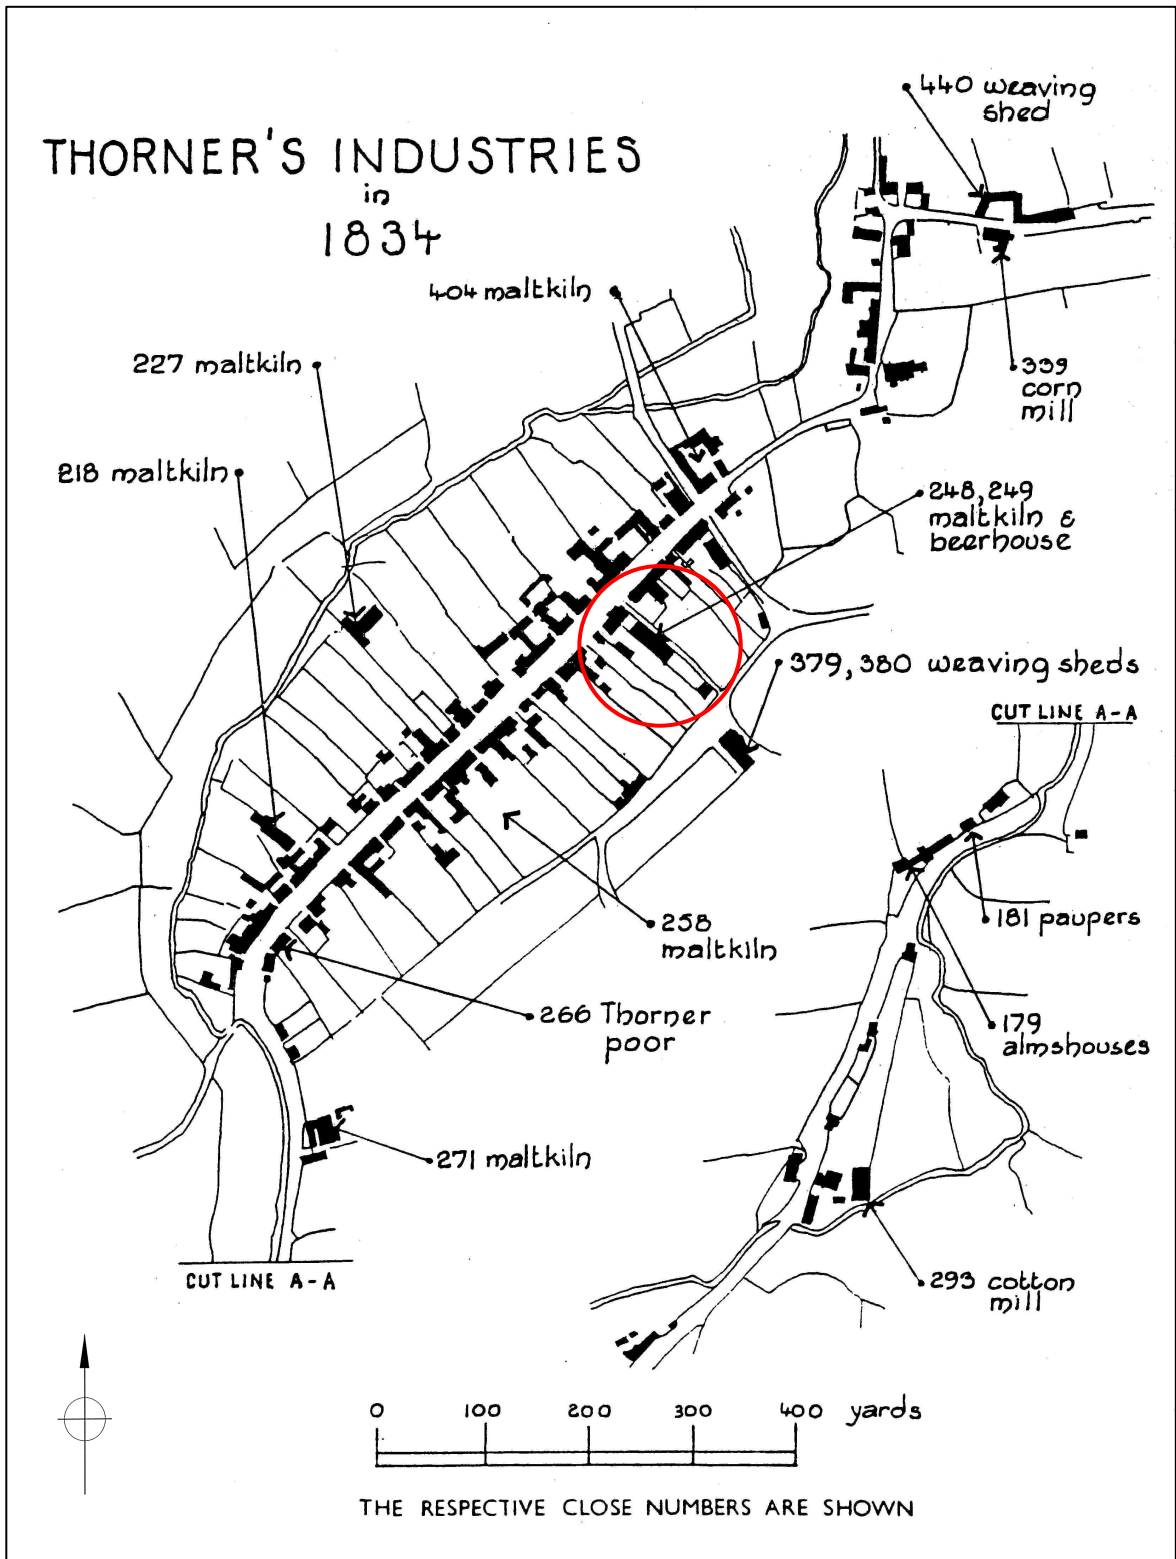 THORNER'S INDUSTRIES
in
1834
440 weaving
shed
404 maltkiln
227 maltkiln
339
corn
mill
218 maltkiln
248,249
maltkiln &
beerhouse
379,380 weaving sheds
CUT LINE A-A
258
maltkiln
181 paupers
266 Thorner
poor
179
almshouses
271 maltkiln
CUT LINE A-A
293 cotton
mill
0 100 200 300 400 yards
THE RESPECTIVE CLOSE NUMBERS ARE SHOWN